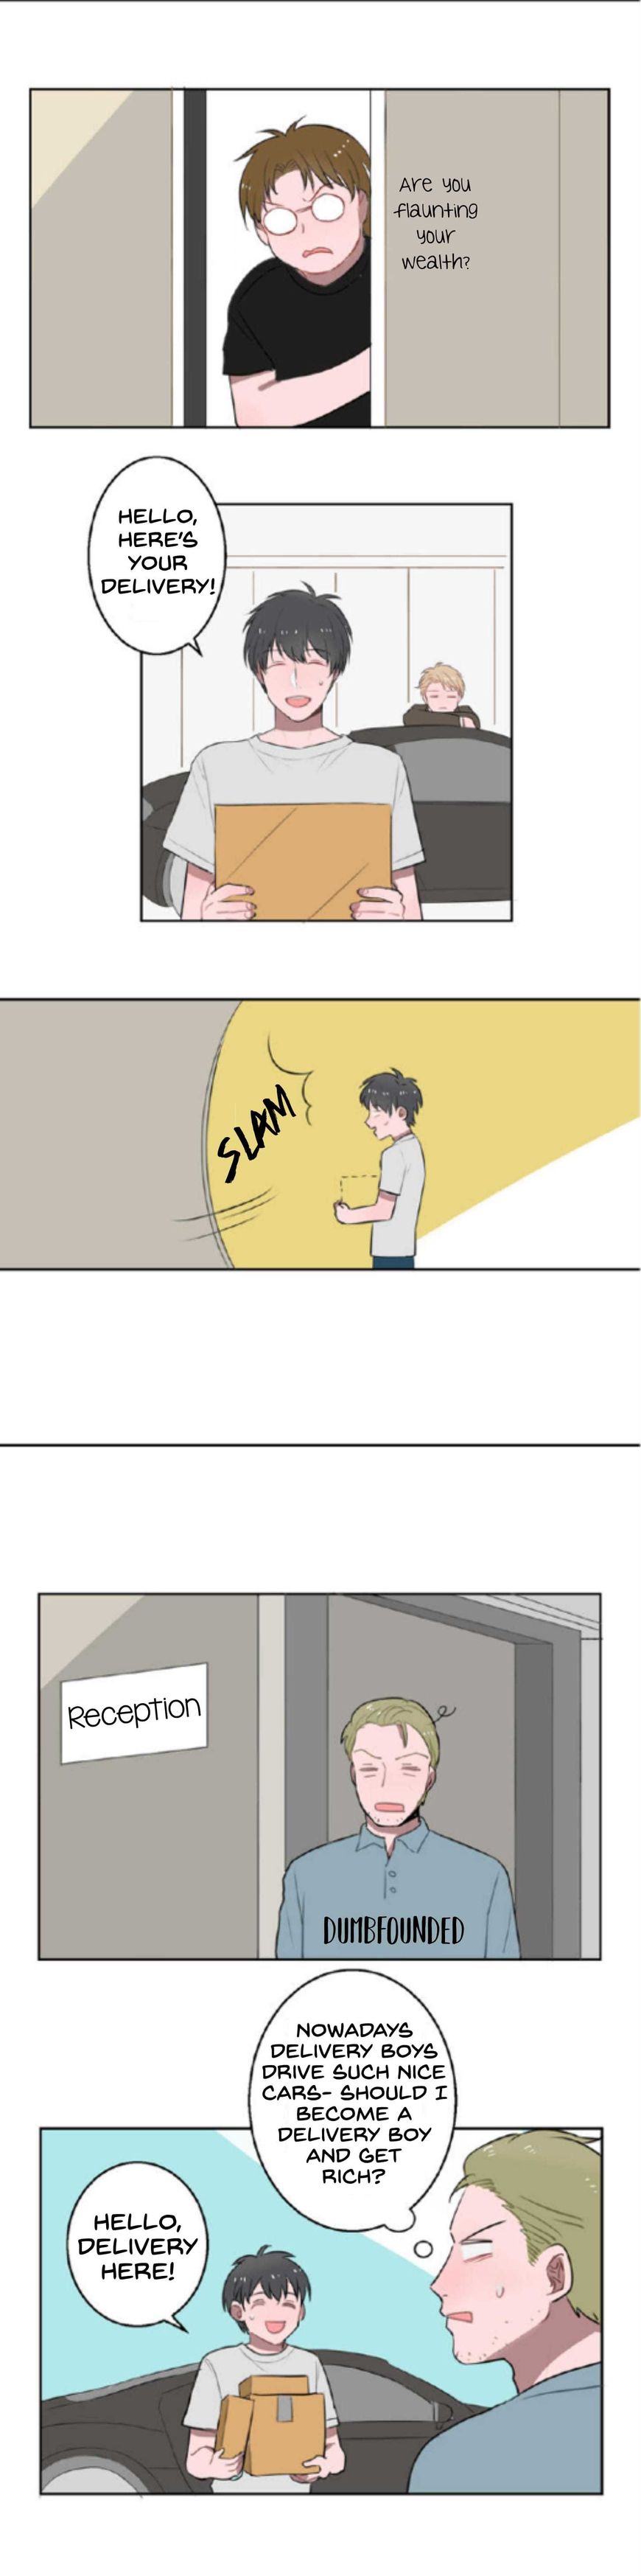 Are you
flaunting
your
wealth?
HELLO,
HERE'S
YOUR
DELIVERY!
SLAM
Reception
DUMBFOUNDED
NOWADAYS
DELIVERY BOYS
DRIVE SUCH NICE
CARS- SHOULD I
BECOME A
DELIVERY BOY
AND GET
RICH?
HELLO,
DELIVERY
HERE!